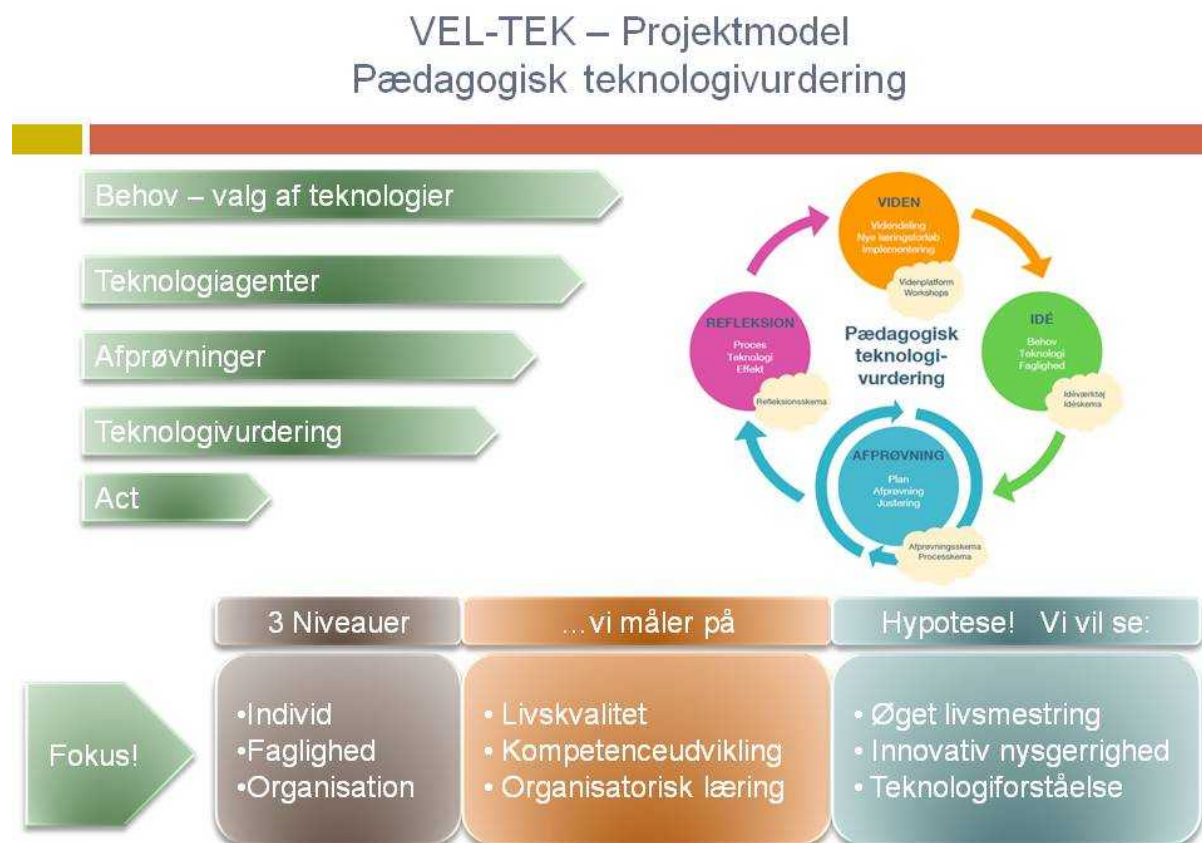 VEL-TEK – Projektmodel
Pædagogisk teknologivurdering
Behov – valg af teknologier
Teknologiagenter
Afprøvninger
Teknologivurdering
Act
VIDEN
Videndeling
Nye læringsforløb
Implementering
Videnplatform
Workshops
IDÉ
Behov
Teknologi
Faglighed
Idéværktøj
Idéskema
AFPRØVNING
Plan
Afprøvning
Justering
Afprøvningsskema
Processkema
REFLEKSION
Proces
Teknologi
Effekt
Refleksionsskema
Pædagogisk
teknologi-
vurdering
3 Niveauer
...vi måler på
Hypotese! Vi vil se:
Fokus!
•Individ
•Faglighed
•Organisation
• Livskvalitet
• Kompetenceudvikling
• Organisatorisk læring
• Øget livsmestring
• Innovativ nysgerrighed
• Teknologiforståelse